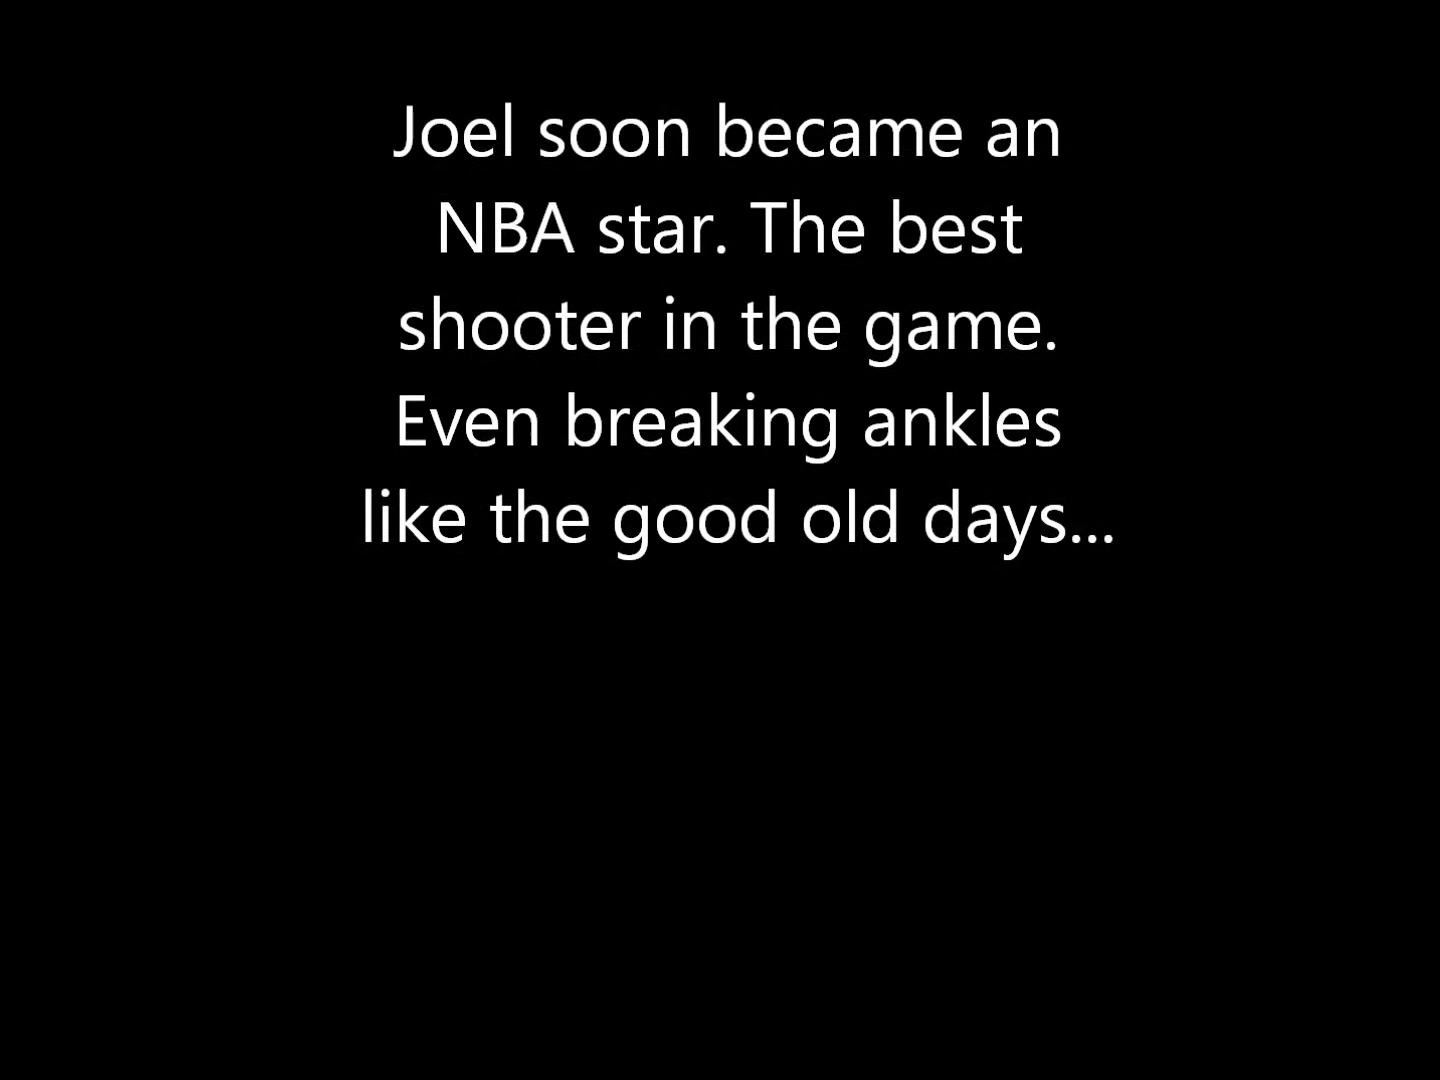 Joel soon became an
NBA star. The best
shooter in the game.
Even breaking ankles
like the good old days...